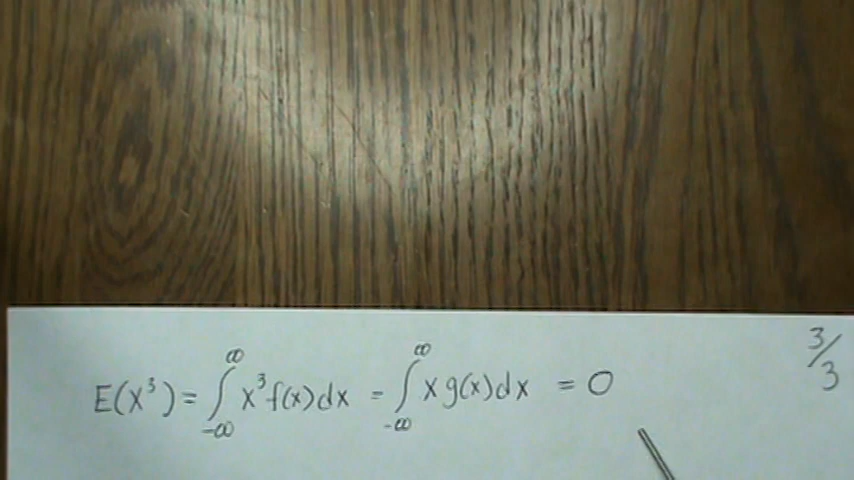 E(X³) = ∫_{-∞}^{∞} x³f(x)dx = ∫_{-∞}^{∞} x g(x)dx = 0
3/3